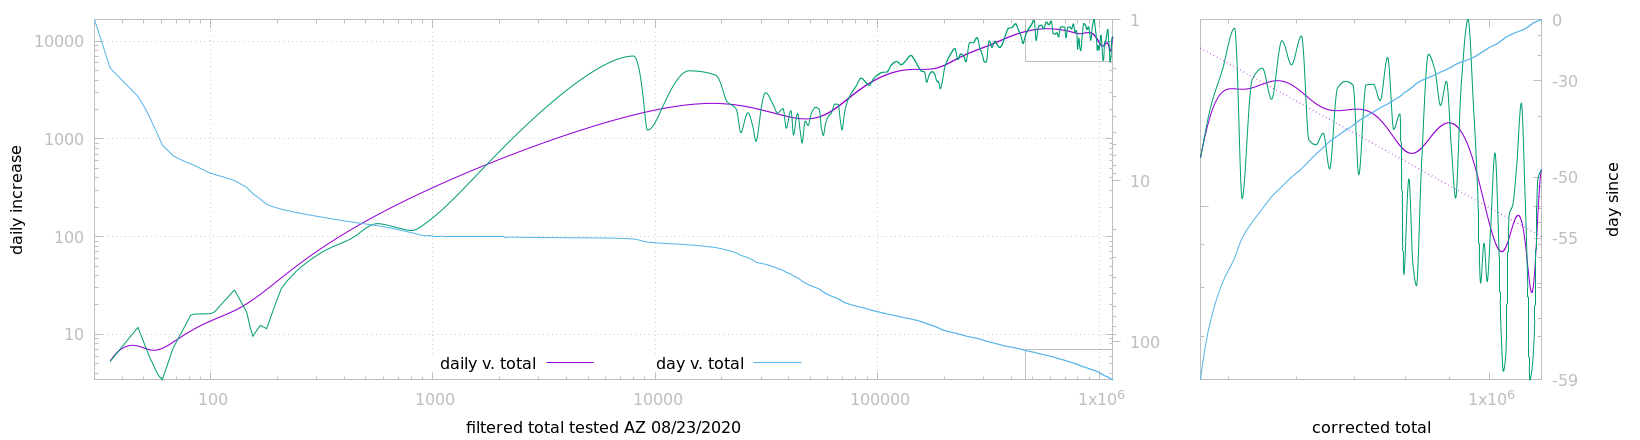 10000
1000
100
10
daily increase
100
1000
10000
100000
1x10^6
1
10
100
daily v. total
day v. total
filtered total tested AZ 08/23/2020
0
-30
-50
-55
-59
day since
1x10^6
corrected total